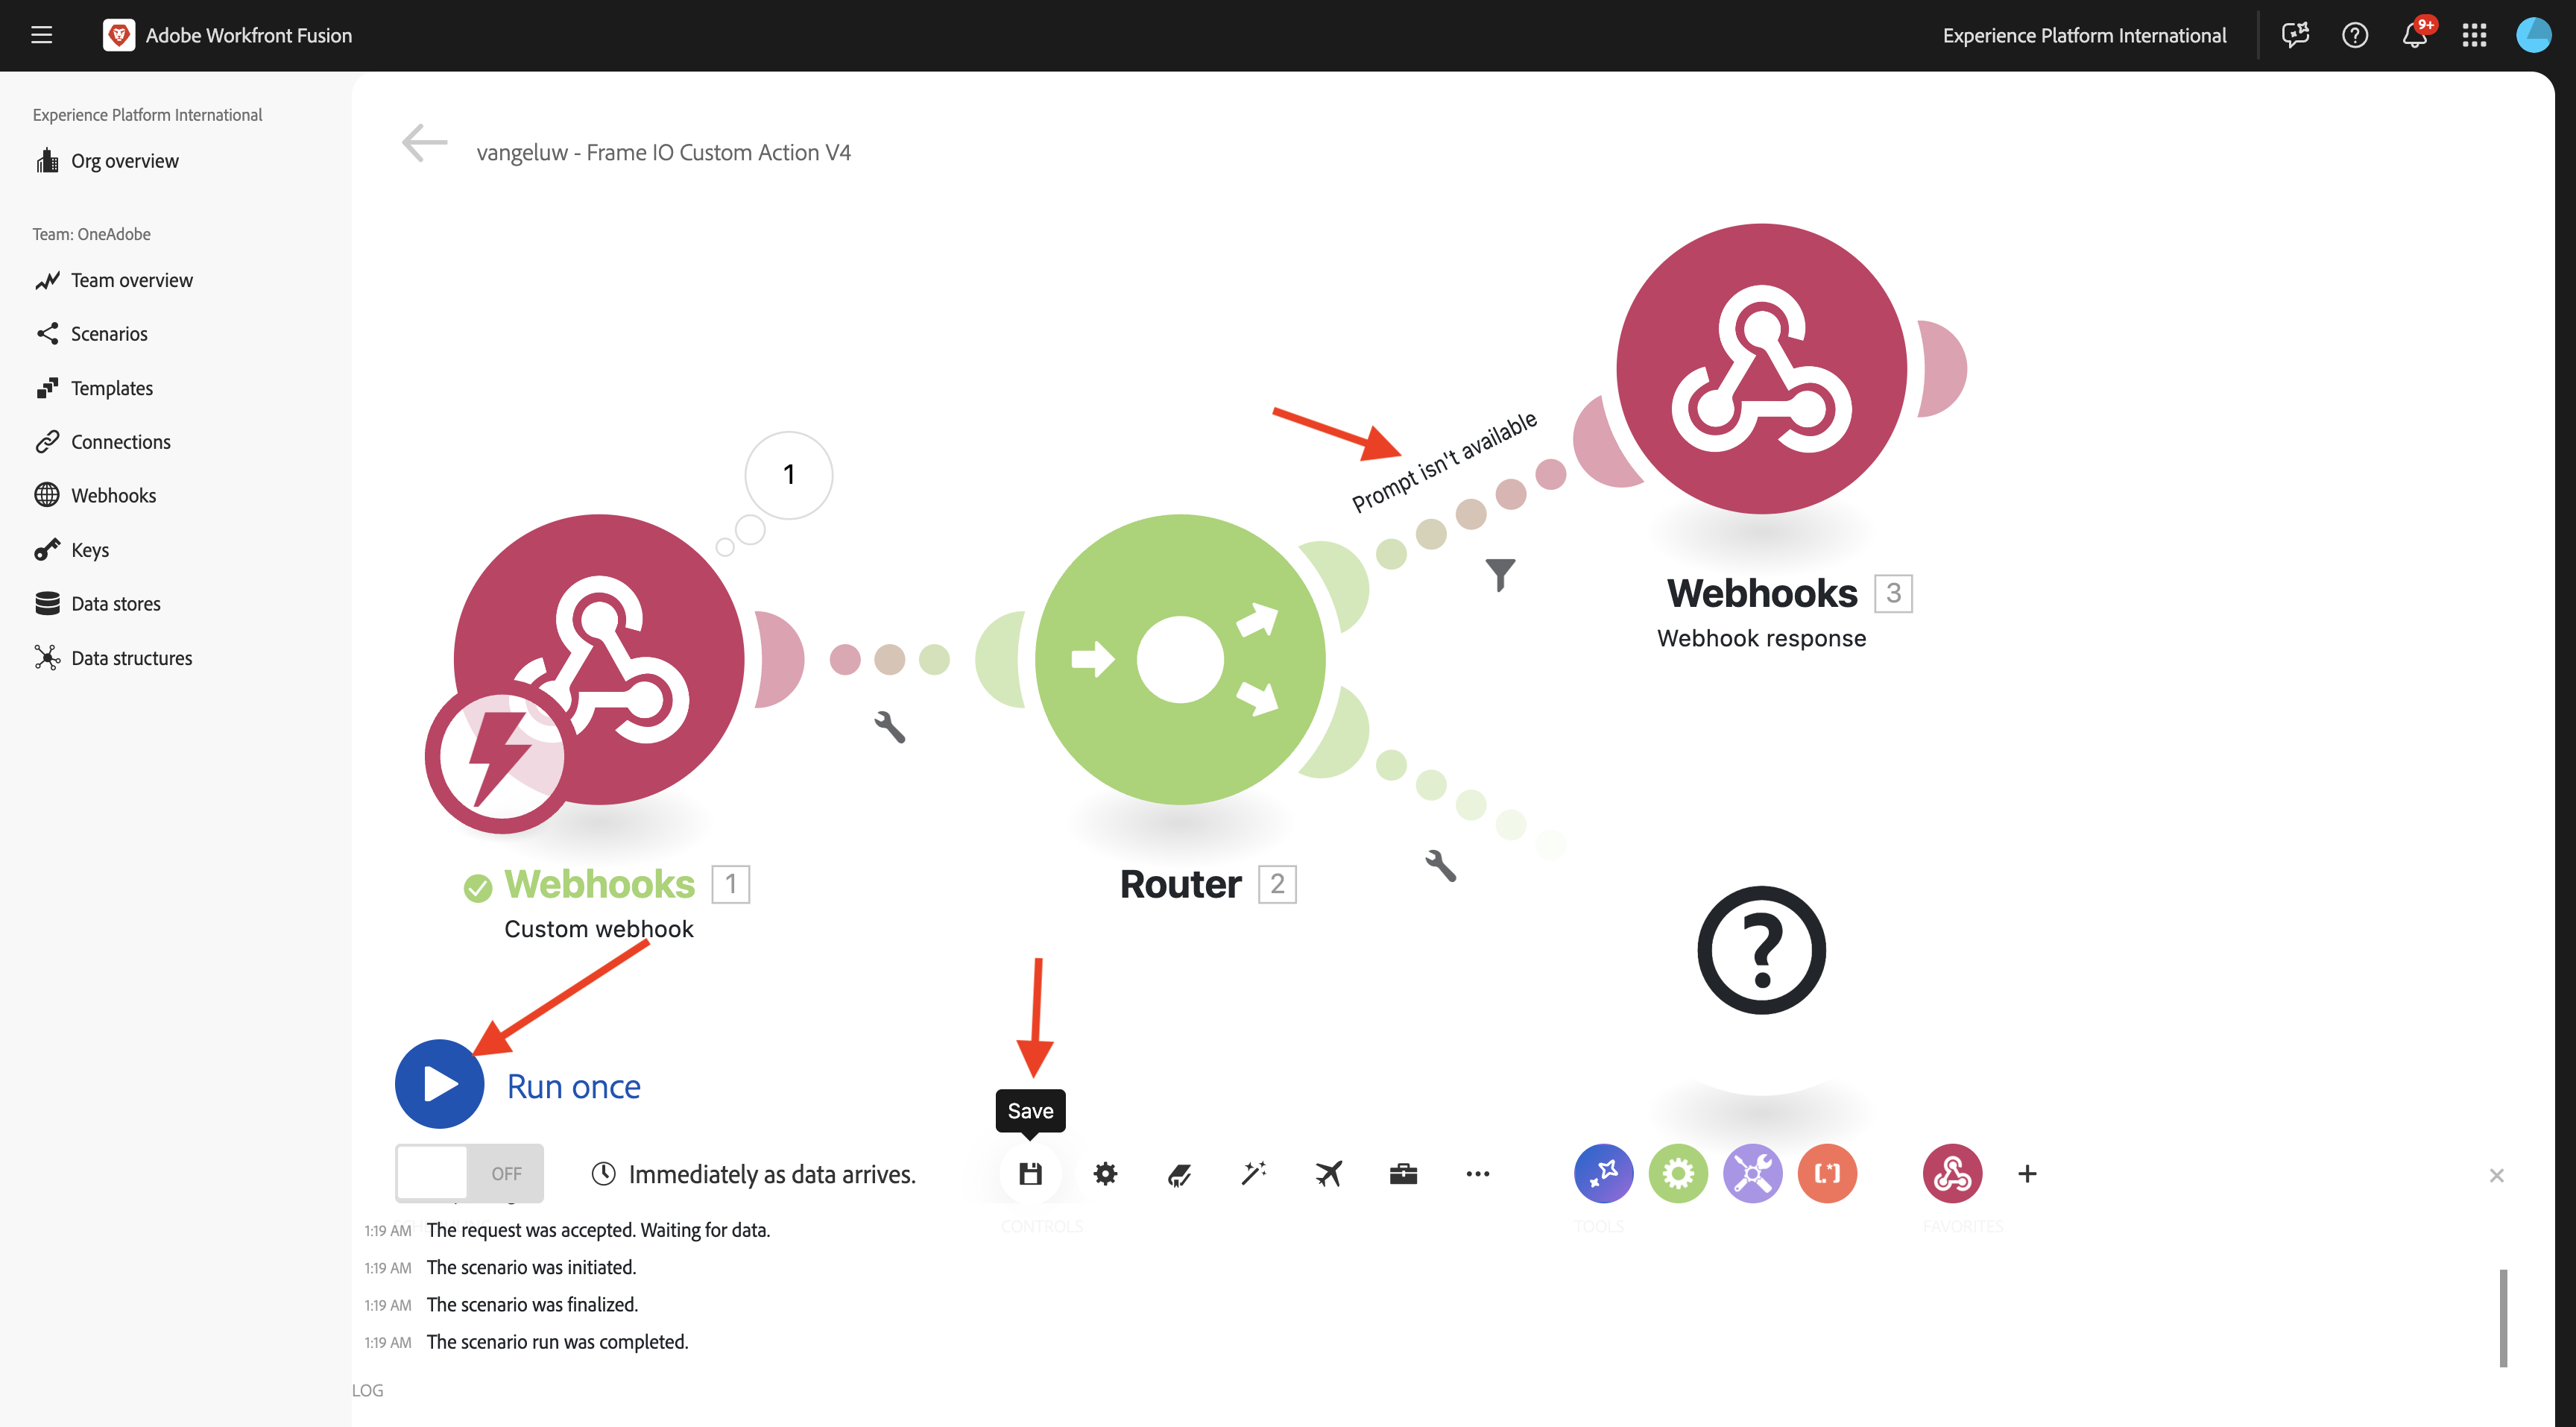 Adobe Workfront Fusion
Experience Platform International
9+
Experience Platform International
Org overview
Team: OneAdobe
Team overview
Scenarios
Templates
Connections
Webhooks
Keys
Data stores
Data structures
vangeluw - Frame IO Custom Action V4
1
Prompt isn't available
Webhooks 3
Webhook response
Webhooks 1
Custom webhook
Router 2
?
Run once
Save
OFF
Immediately as data arrives.
CONTROLS
TOOLS
FAVORITES
1:19 AM The request was accepted. Waiting for data.
1:19 AM The scenario was initiated.
1:19 AM The scenario was finalized.
1:19 AM The scenario run was completed.
LOG